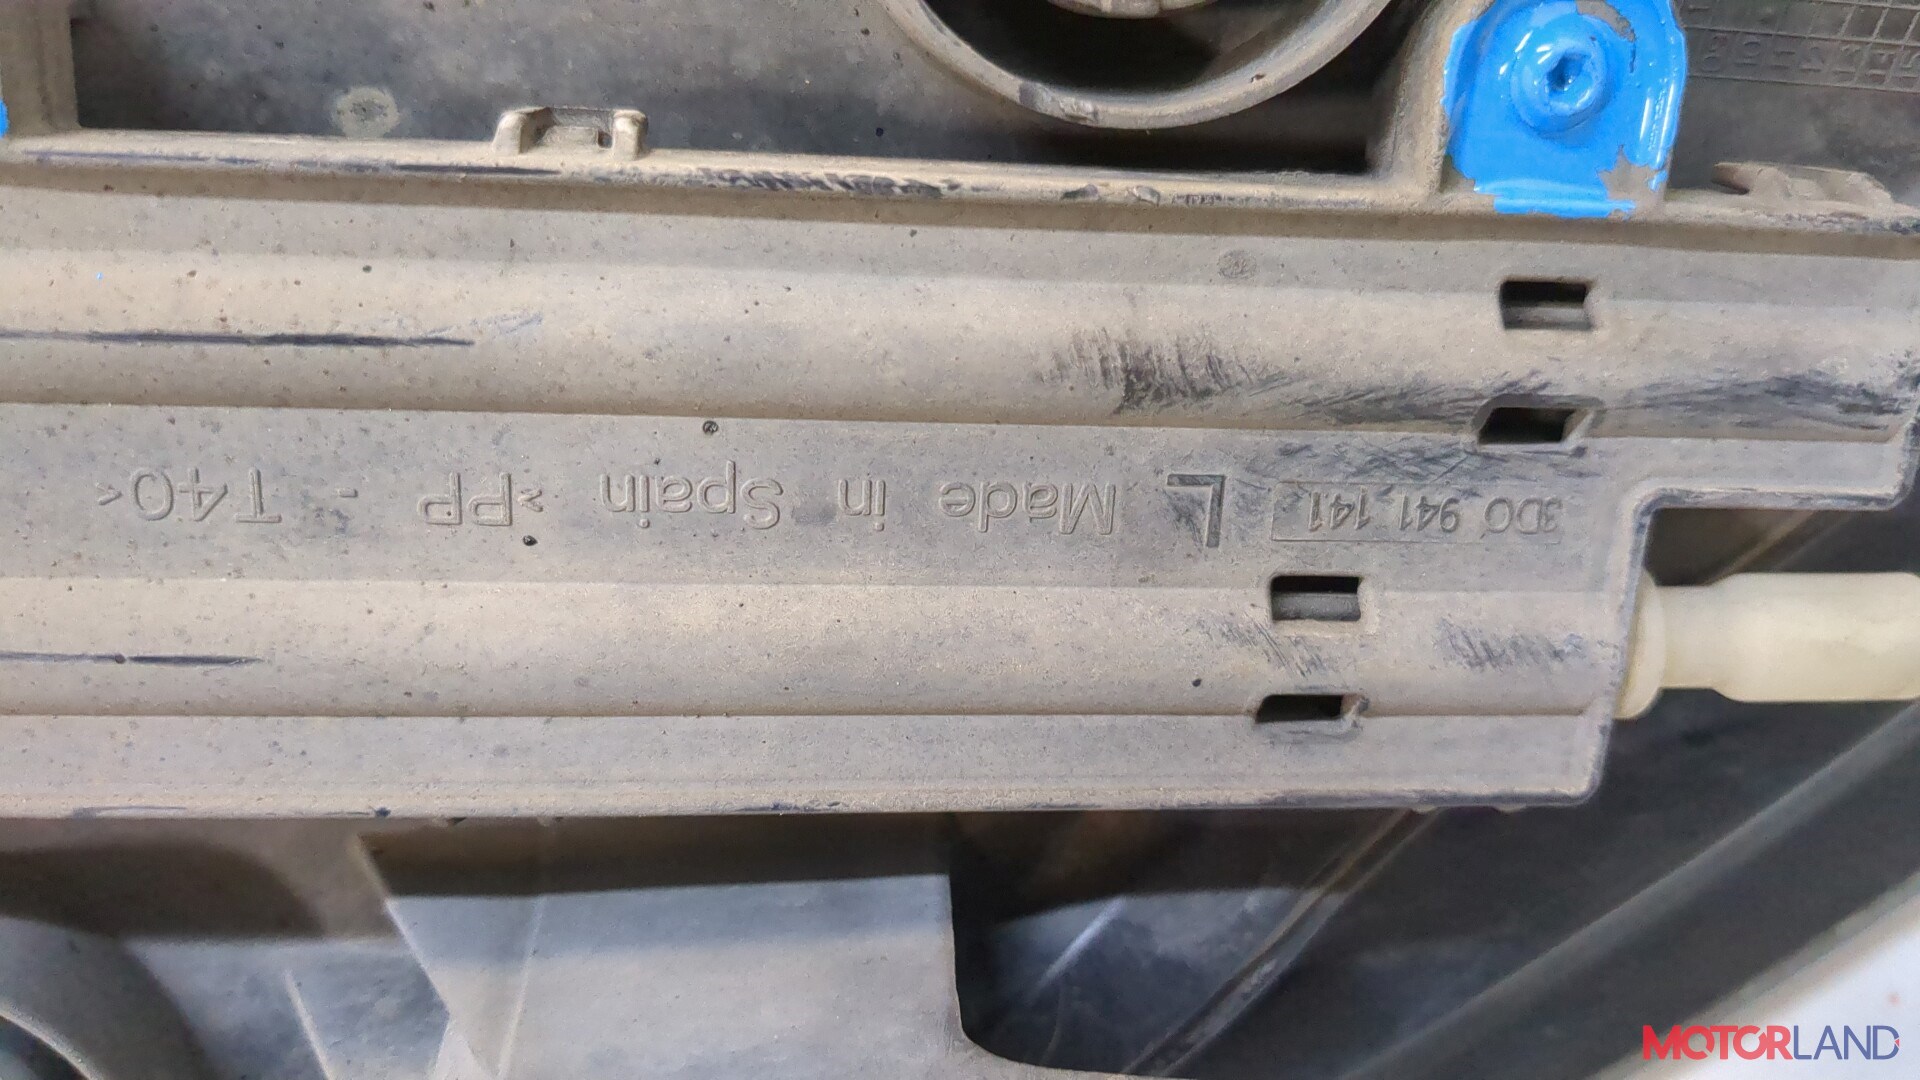 3D0 941 141 L Made in Spain >PP - T40<
MOTORLAND